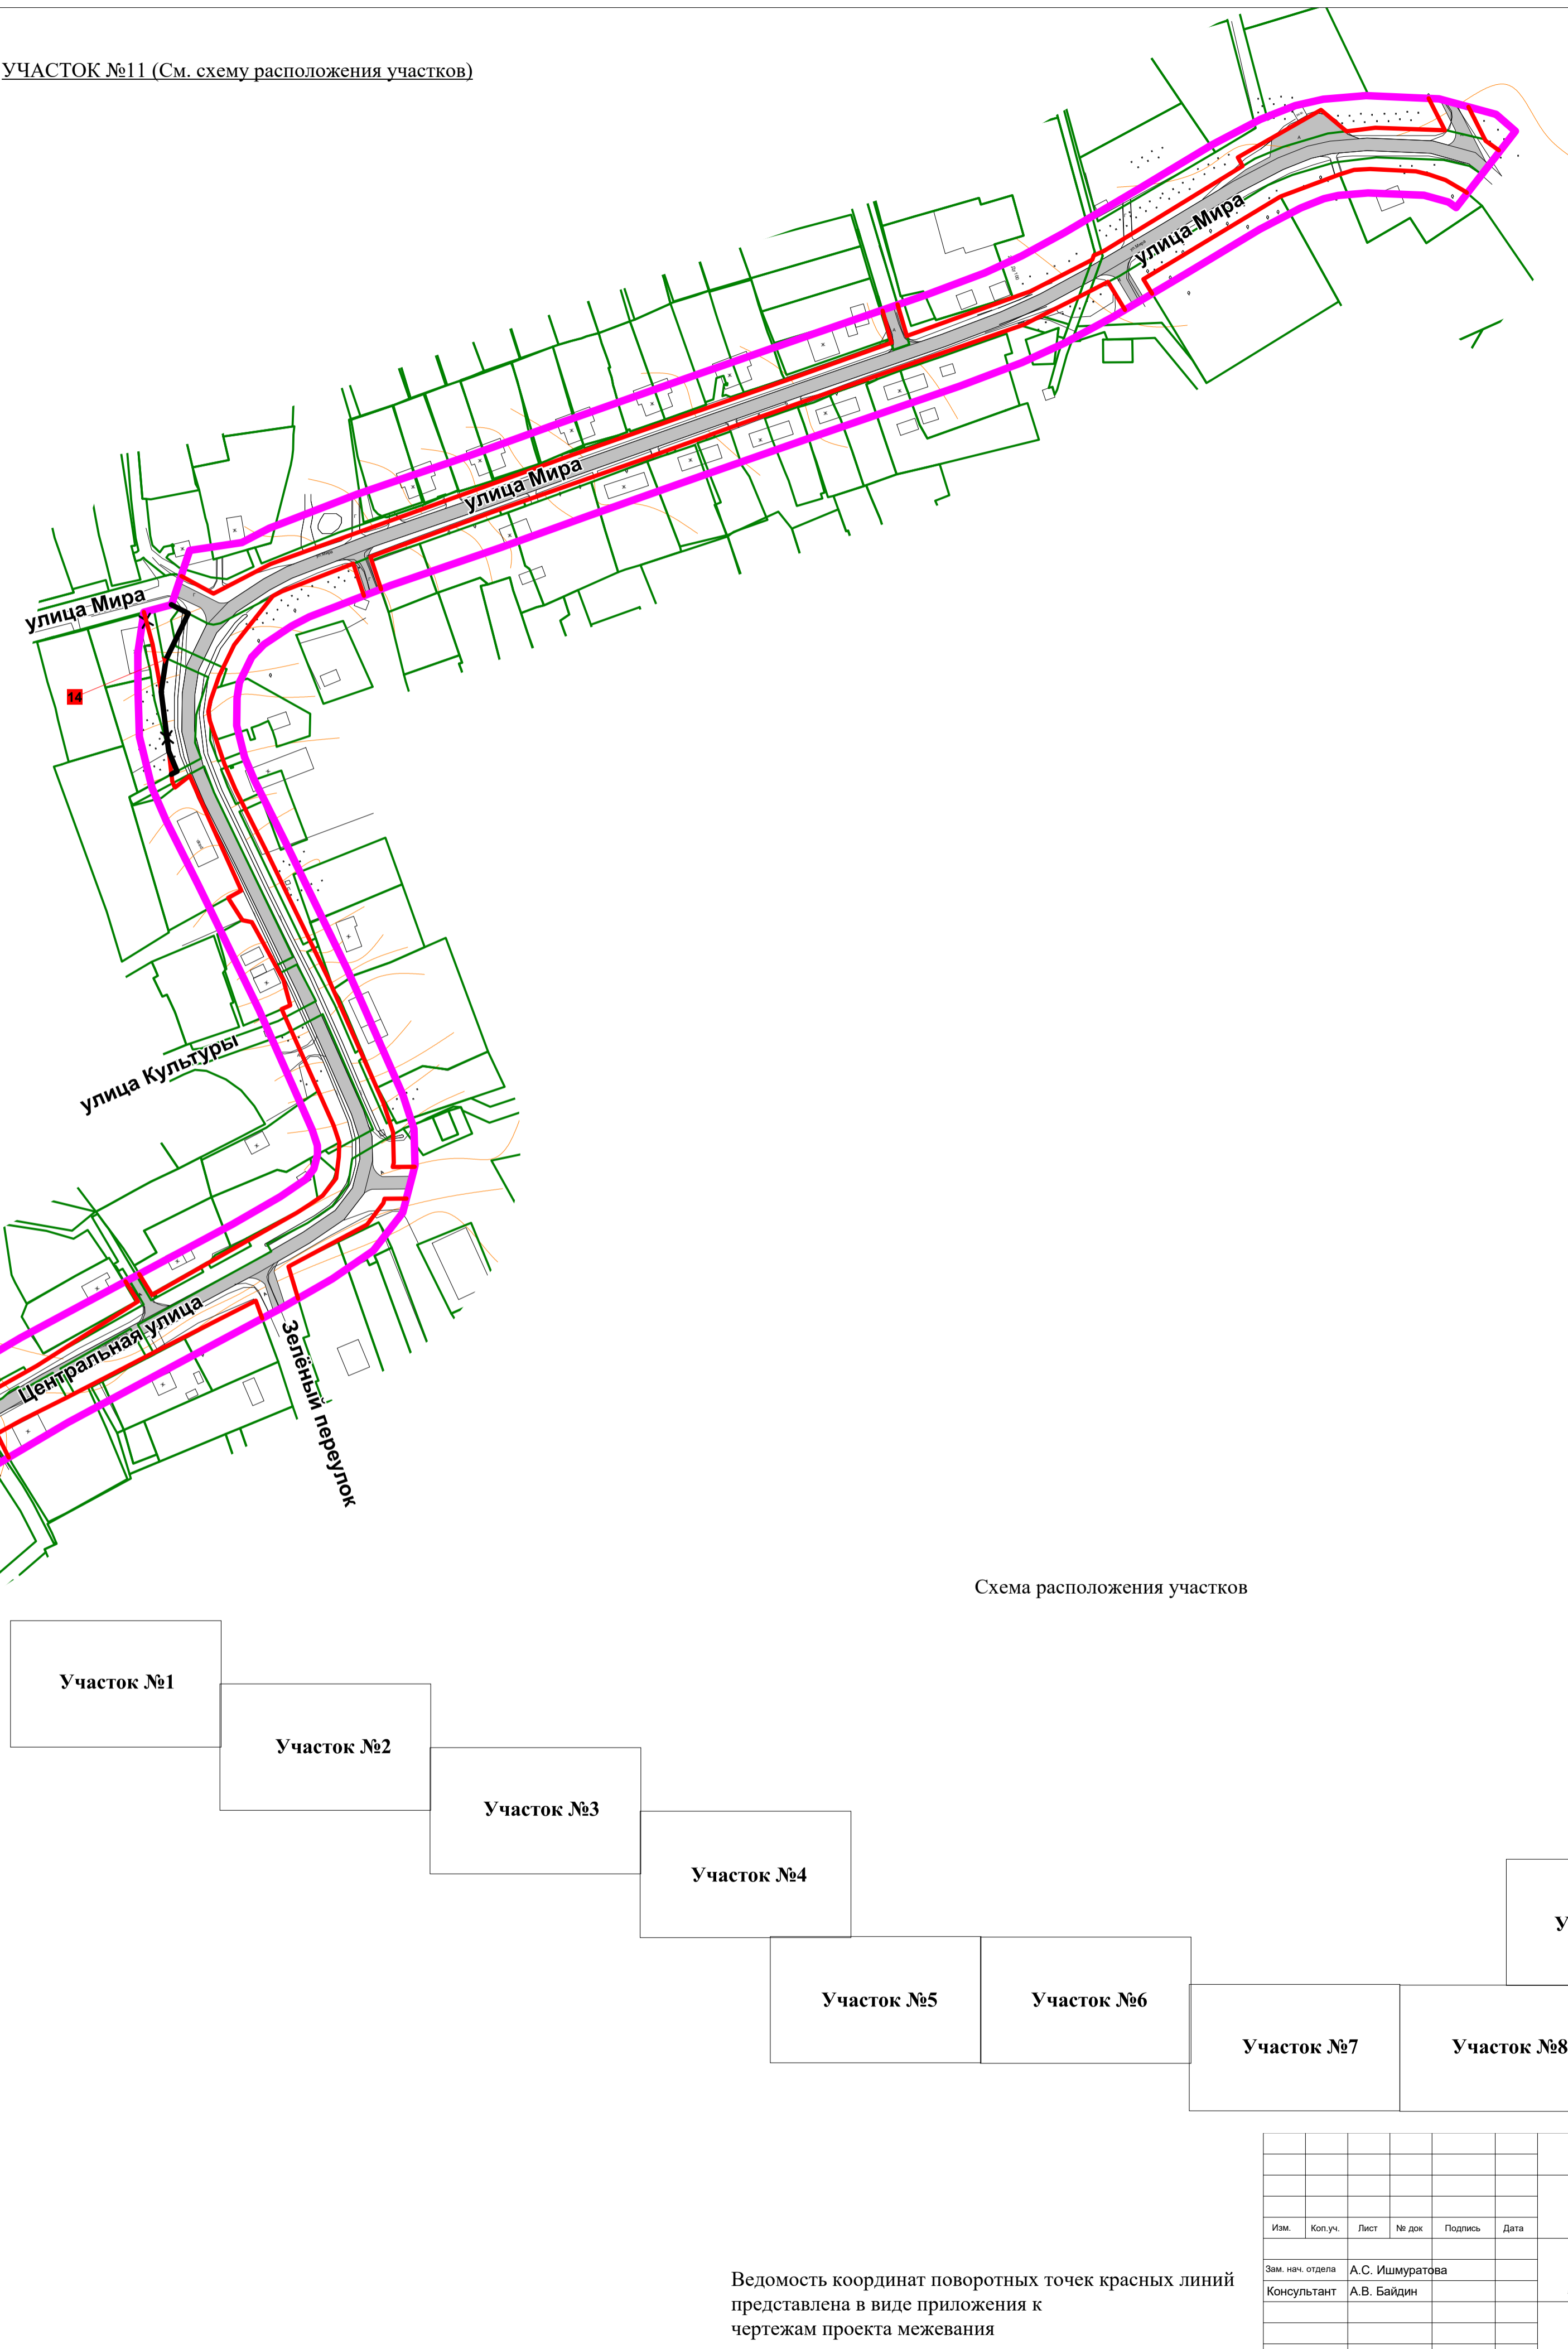 УЧАСТОК №11 (См. схему расположения участков)
улица Мира
улица Мира
улица Мира
14
улица Культуры
Центральная улица
Зелёный переулок
Схема расположения участков
Участок №1
Участок №2
Участок №3
Участок №4
Участок №5
Участок №6
Участок №7
Участок №8
Изм. Кол.уч. Лист № док Подпись Дата
Зам. нач. отдела А.С. Ишмуратова
Консультант А.В. Байдин
Ведомость координат поворотных точек красных линий
представлена в виде приложения к
чертежам проекта межевания